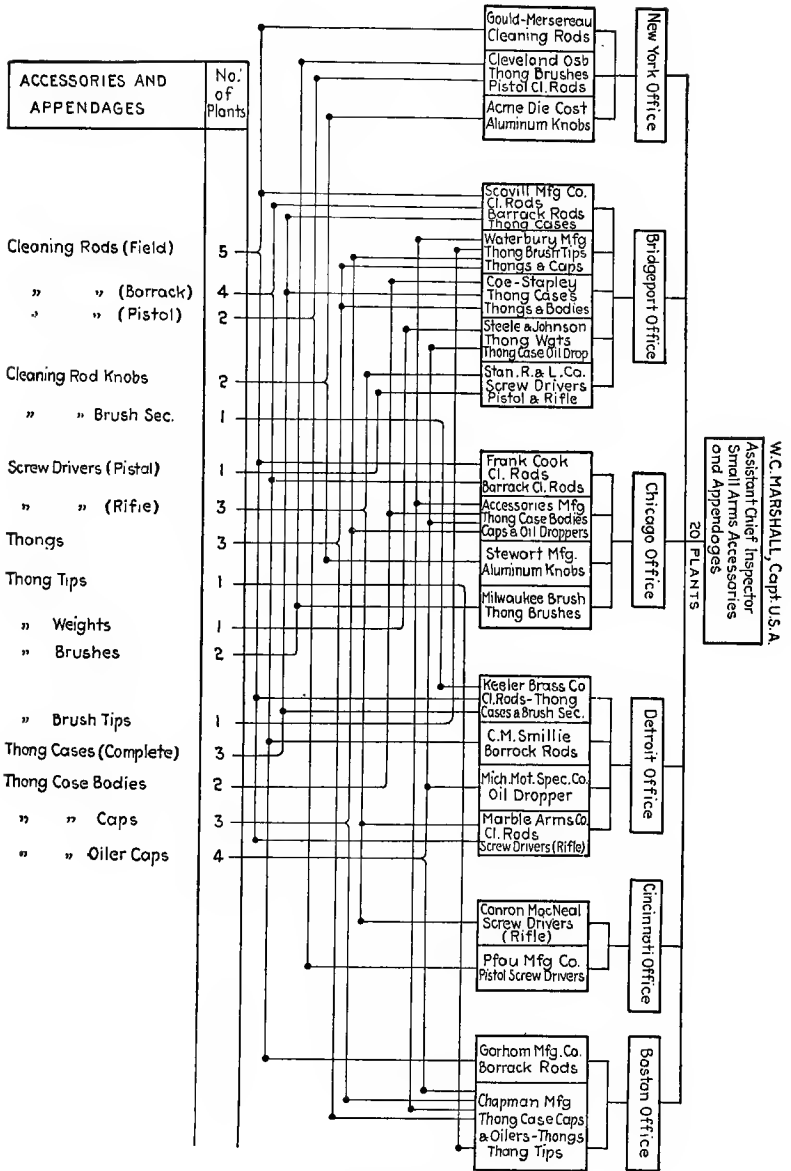 ACCESSORIES AND
APPENDAGES
No.
of
Plants
Cleaning Rods (Field) 5
" " (Barrack) 4
" " (Pistol) 2
Cleaning Rod Knobs 2
" " Brush Sec. 1
Screw Drivers (Pistol) 1
" " (Rifle) 3
Thongs 3
Thong Tips 1
" Weights 1
" Brushes 2
" Brush Tips 1
Thong Cases (Complete) 3
Thong Case Bodies 2
" " Caps 3
" " Oiler Caps 4
Gould-Mersereau
Cleaning Rods
Cleveland Osb
Thong Brushes
Pistol Cl. Rods
Acme Die Cost
Aluminum Knobs
New York Office
Scovill Mfg Co.
Cl. Rods
Barrack Rods
Thong Cases
Waterbury Mfg
Thong Brush Tips
Thongs & Caps
Coe-Stapley
Thong Cases
Thongs & Bodies
Steele & Johnson
Thong Wgts
Thong Case Oil Drop
Stan. R. & L. Co.
Screw Drivers
Pistol & Rifle
Bridgeport Office
Frank Cook
Cl. Rods
Barrack Cl. Rods
Accessories Mfg
Thong Case Bodies
Caps & Oil Droppers
Stewart Mfg.
Aluminum Knobs
Milwaukee Brush
Thong Brushes
Chicago Office
Keeler Brass Co
Cl. Rods-Thong
Cases & Brush Sec.
C.M. Smillie
Borrock Rods
Mich. Mot. Spec. Co.
Oil Dropper
Marble Arms Co.
Cl. Rods
Screw Drivers (Rifle)
Detroit Office
Canron MacNeal
Screw Drivers
(Rifle)
Pfou Mfg Co.
Pistol Screw Drivers
Cincinnati Office
Gorhom Mfg. Co.
Borrack Rods
Chapman Mfg
Thong Case Caps
& Oilers-Thongs
Thang Tips
Boston Office
W.C. MARSHALL, Capt. U.S.A.
Assistant Chief Inspector
Small Arms Accessories
and Appendages
20 PLANTS